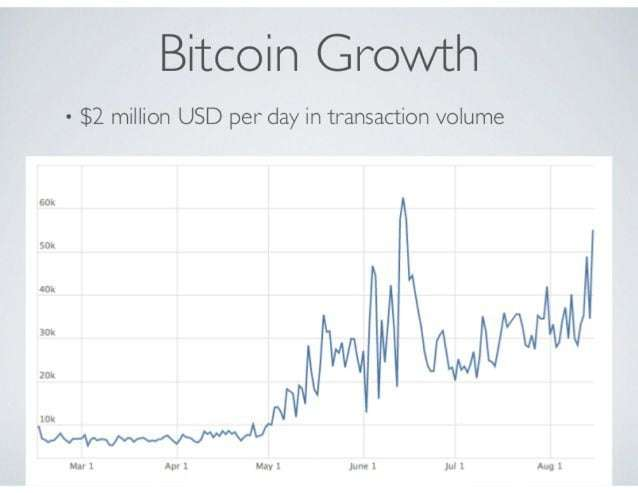 Bitcoin Growth
• $2 million USD per day in transaction volume
60k
50k
40k
30k
20k
10k
Mar 1 Apr 1 May 1 June 1 Jul 1 Aug 1